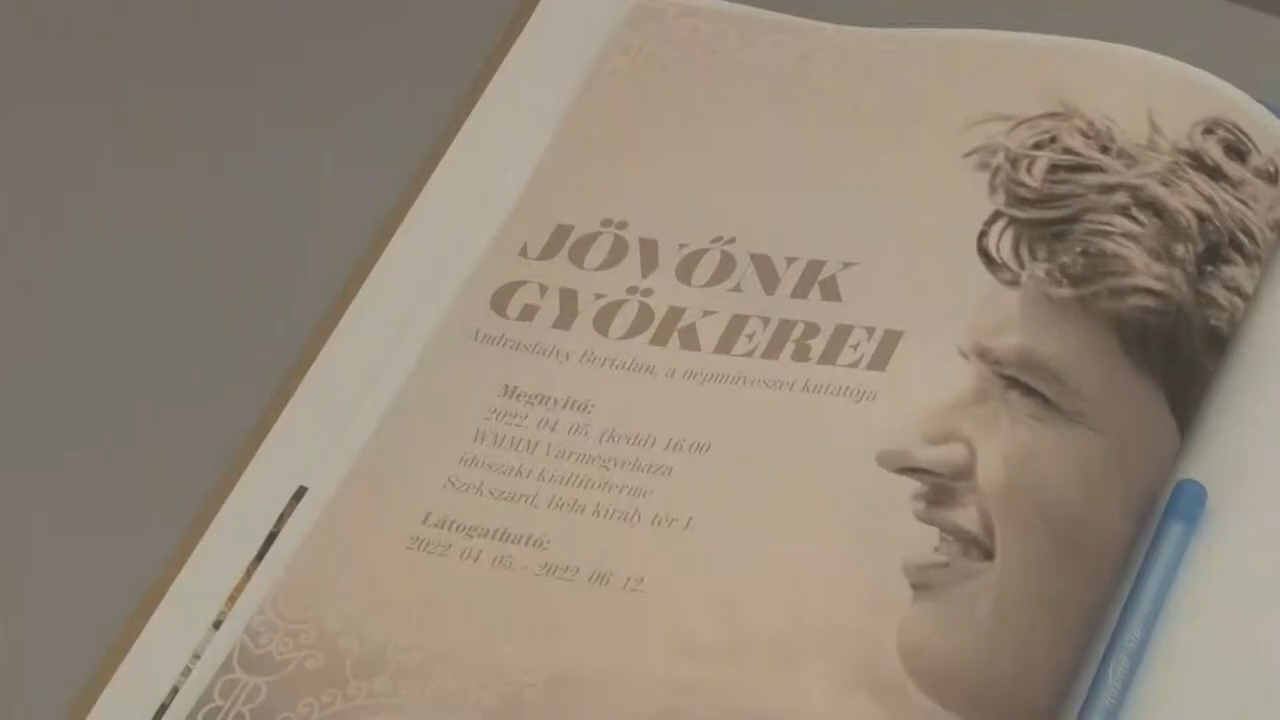 JÖVŐNK
GYÖKEREI
Andrásfalvy Bertalan, a népművészet kutatója
Megnyitó:
2022. 04. 05. (kedd) 16.00
WMMM Vármegyeháza
időszaki kiállítóterme
Szekszárd, Béla király tér 1.
Látogatható:
2022. 04. 05. - 2022. 06. 12.